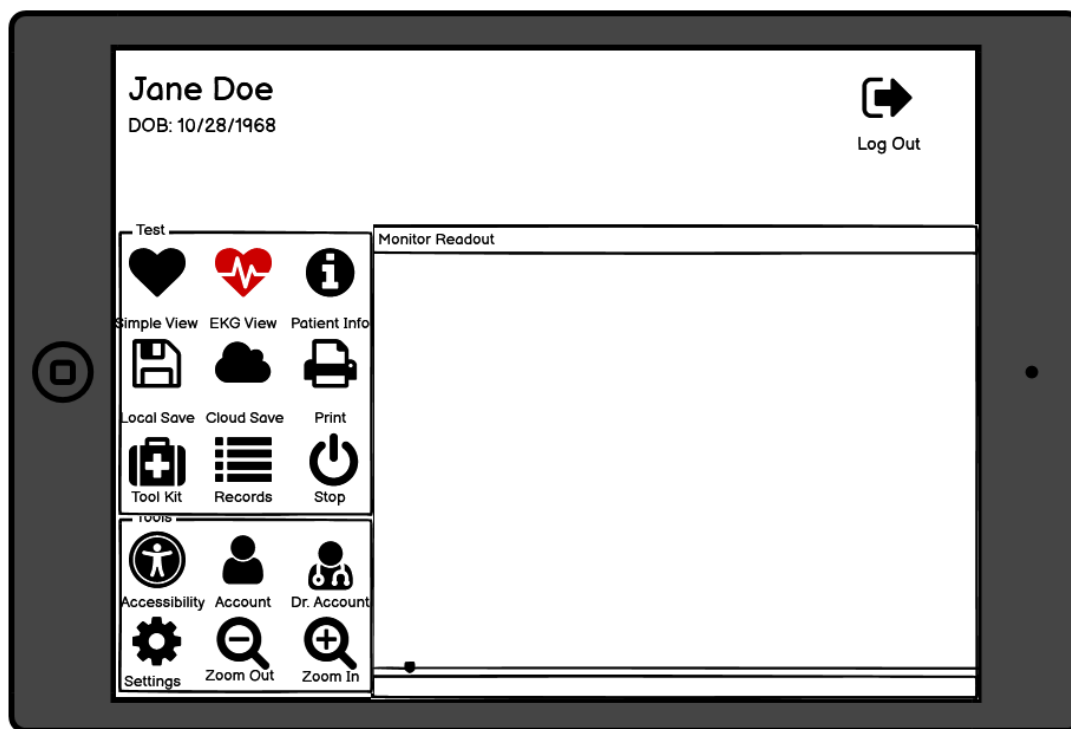 Jane Doe
DOB: 10/28/1968
Log Out
Test
Monitor Readout
Simple View EKG View Patient Info
Local Save Cloud Save Print
Tool Kit Records Stop
Tools
Accessibility Account Dr. Account
Settings Zoom Out Zoom In